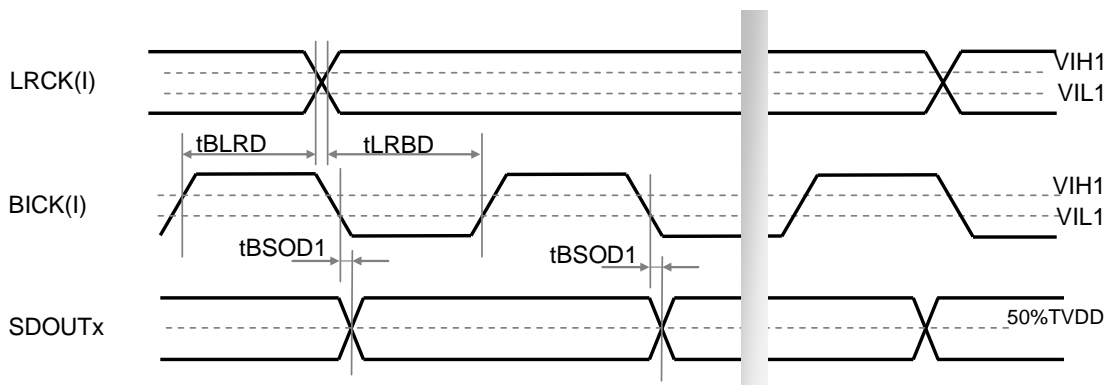 LRCK(I)
VIH1
VIL1
tBLRD
tLRBD
BICK(I)
VIH1
VIL1
tBSOD1
tBSOD1
SDOUTx
50%TVDD